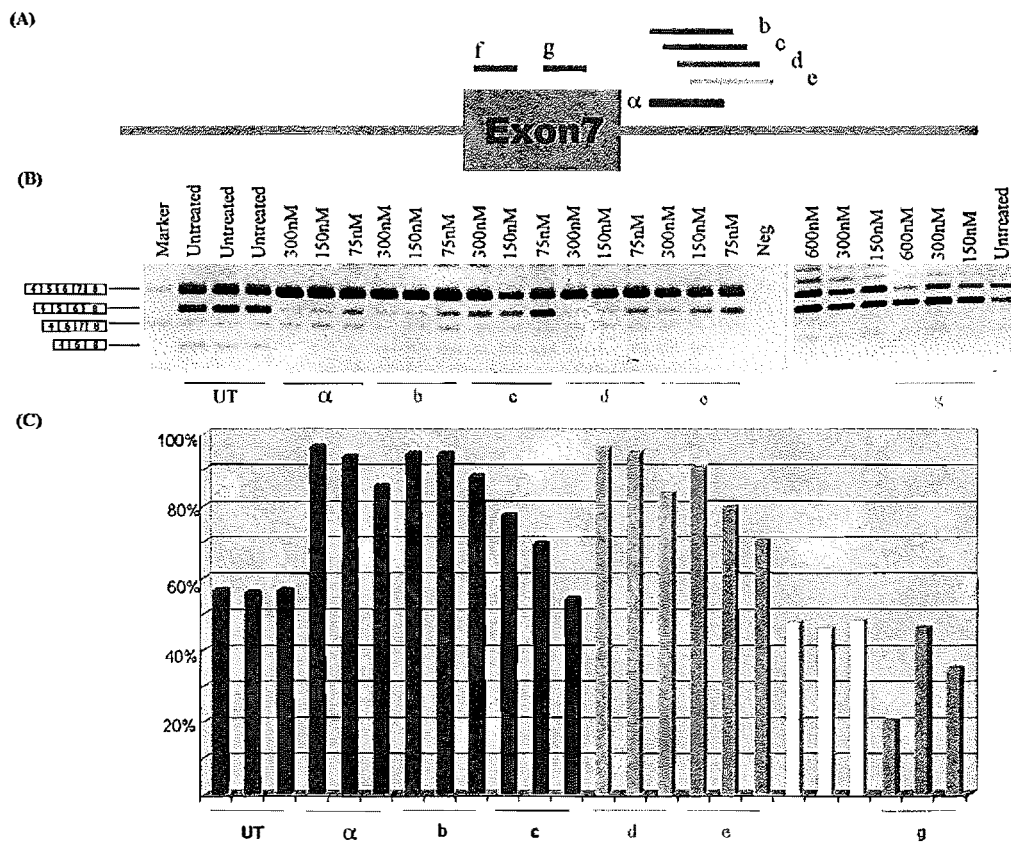 (A)
b
c
d
e
f
g
α
Exon7
(B)
Marker
Untreated
Untreated
Untreated
300nM
150nM
75nM
300nM
150nM
75nM
300nM
150nM
75nM
300nM
150nM
75nM
300nM
150nM
75nM
Neg
600nM
300nM
150nM
600nM
300nM
150nM
Untreated
UT
α
b
c
d
e
g
(C)
100%
80%
60%
40%
20%
UT
α
b
c
d
e
g